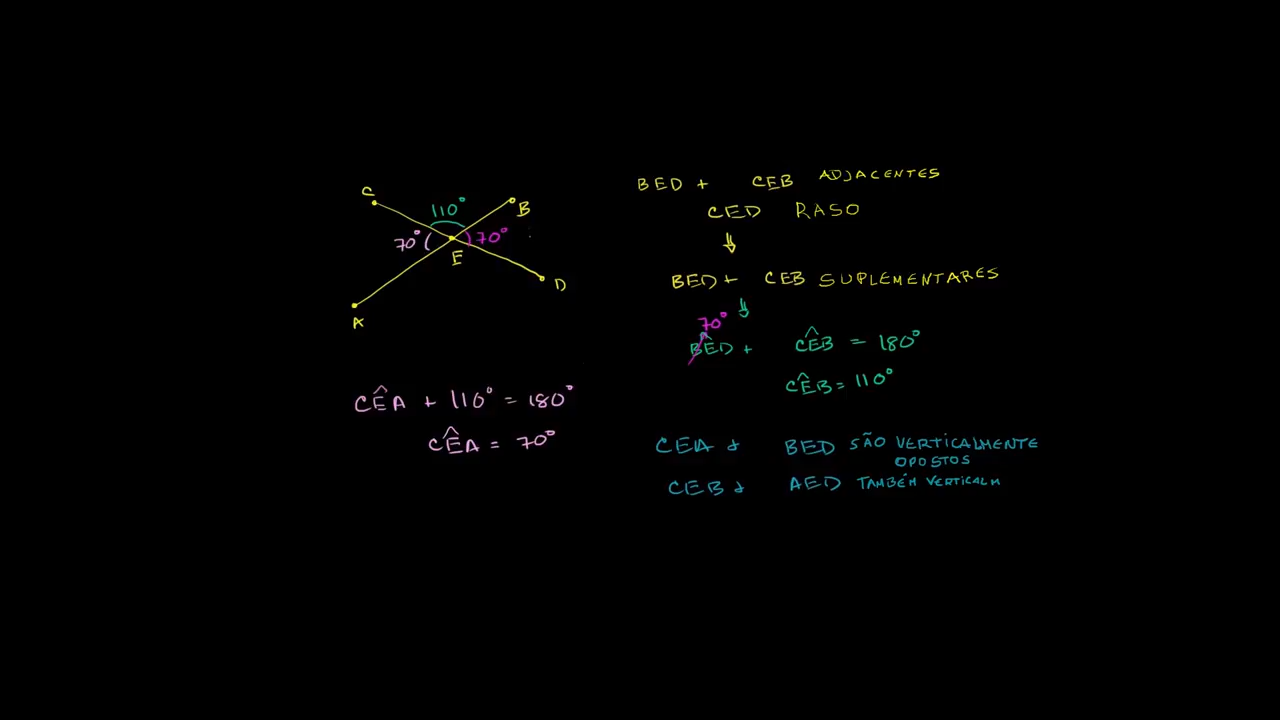 C
110°
B
70°
70°
E
D
A
BED + CEB ADJACENTES
CED RASO
⇓
BED + CEB SUPLEMENTARES
⇓
70°
BÊD + CÊB = 180°
CÊB = 110°
CÊA + 110° = 180°
CÊA = 70°
CEA & BED SÃO VERTICALMENTE
OPOSTOS
CEB & AED TAMBÉM VERTICALM